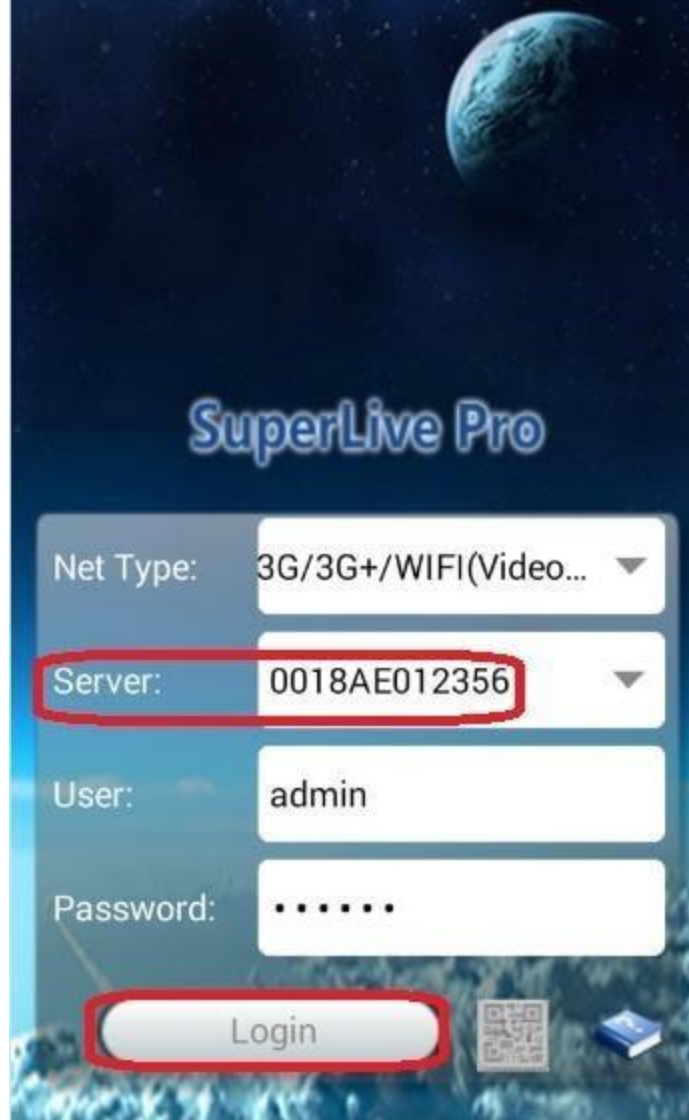 SuperLive Pro
Net Type: 3G/3G+/WIFI(Video...
Server: 0018AE012356
User: admin
Password: ······
Login